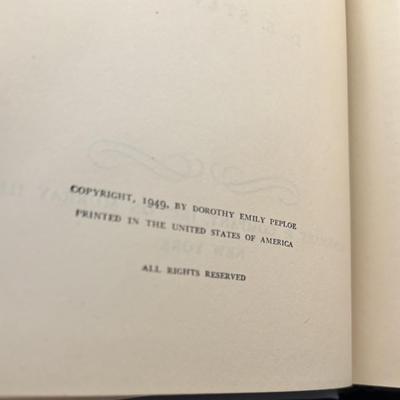 COPYRIGHT, 1949, BY DOROTHY EMILY PEPLOE
PRINTED IN THE UNITED STATES OF AMERICA
ALL RIGHTS RESERVED